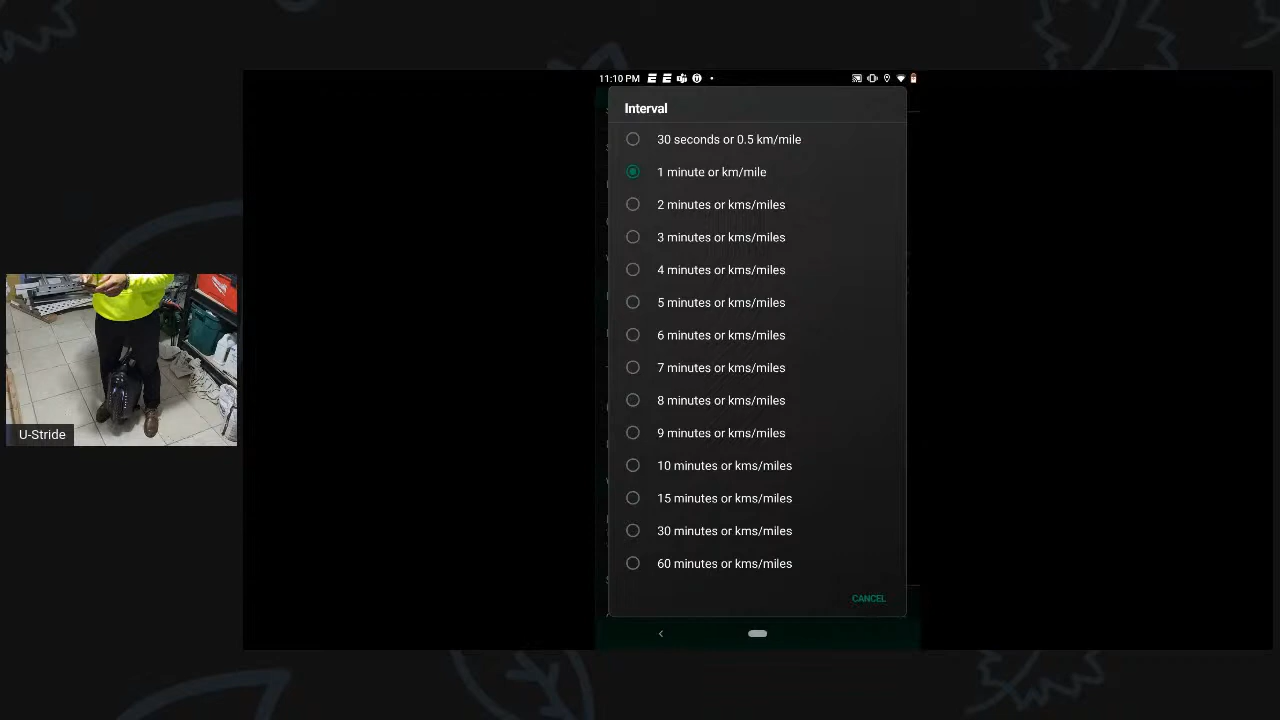 11:10 PM
Interval
30 seconds or 0.5 km/mile
1 minute or km/mile
2 minutes or kms/miles
3 minutes or kms/miles
4 minutes or kms/miles
5 minutes or kms/miles
6 minutes or kms/miles
7 minutes or kms/miles
8 minutes or kms/miles
9 minutes or kms/miles
10 minutes or kms/miles
15 minutes or kms/miles
30 minutes or kms/miles
60 minutes or kms/miles
CANCEL
U-Stride